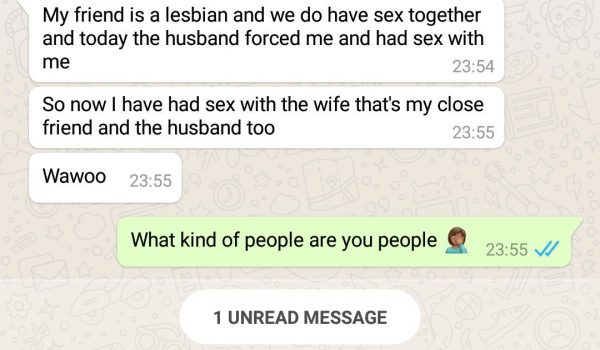 My friend is a lesbian and we do have sex together
and today the husband forced me and had sex with
me
23:54
So now I have had sex with the wife that's my close
friend and the husband too
23:55
Wawoo 23:55
What kind of people are you people 🤦🏾‍♀️ 23:55
1 UNREAD MESSAGE